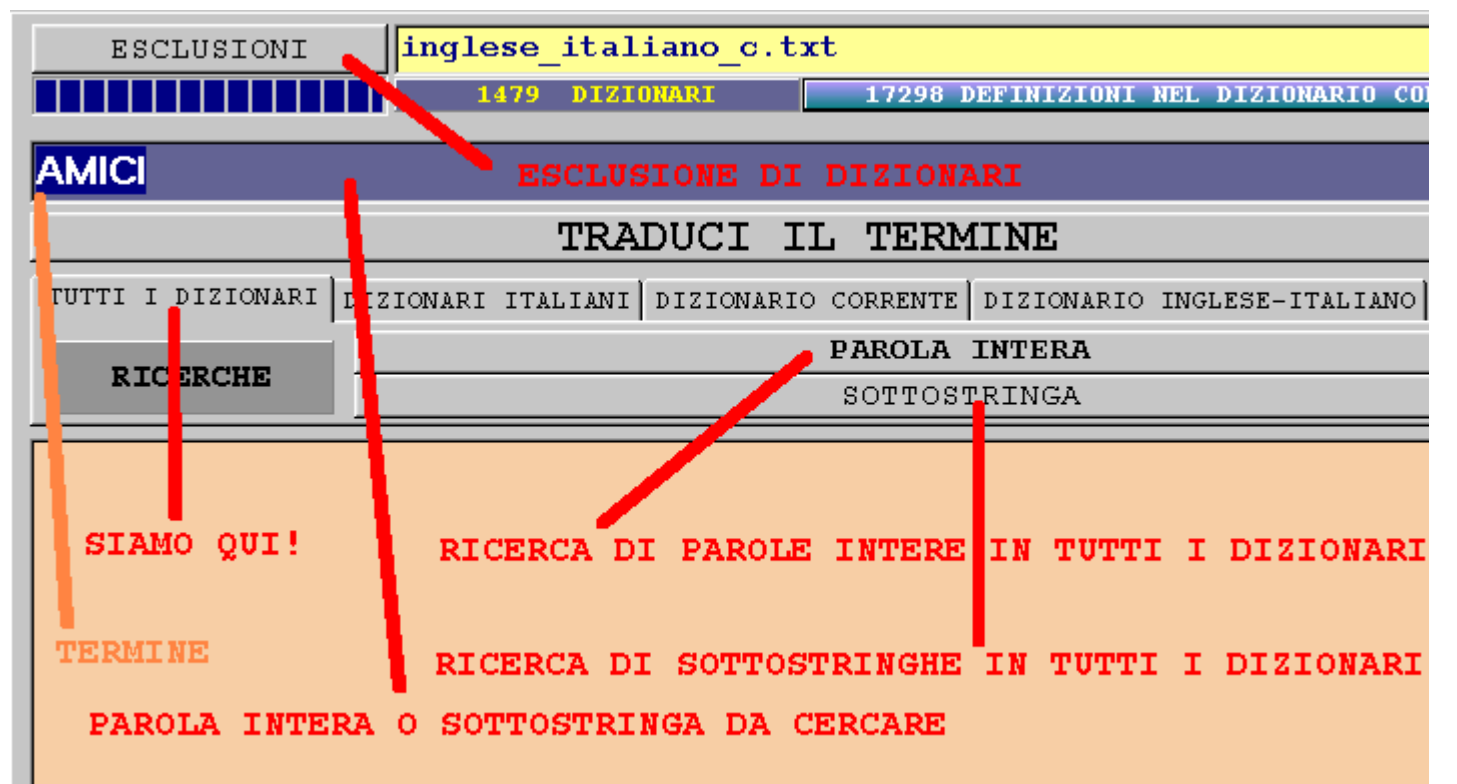 ESCLUSIONI inglese_italiano_c.txt
1479 DIZIONARI 17298 DEFINIZIONI NEL DIZIONARIO
AMICI ESCLUSIONE DI DIZIONARI
TRADUCI IL TERMINE
TUTTI I DIZIONARI DIZIONARI ITALIANI DIZIONARIO CORRENTE DIZIONARIO INGLESE-ITALIANO
PAROLA INTERA
RICERCHE
SOTTOSTRINGA
SIAMO QUI!
RICERCA DI PAROLE INTERE IN TUTTI I DIZIONARI
TERMINE
RICERCA DI SOTTOSTRINGHE IN TUTTI I DIZIONARI
PAROLA INTERA O SOTTOSTRINGA DA CERCARE